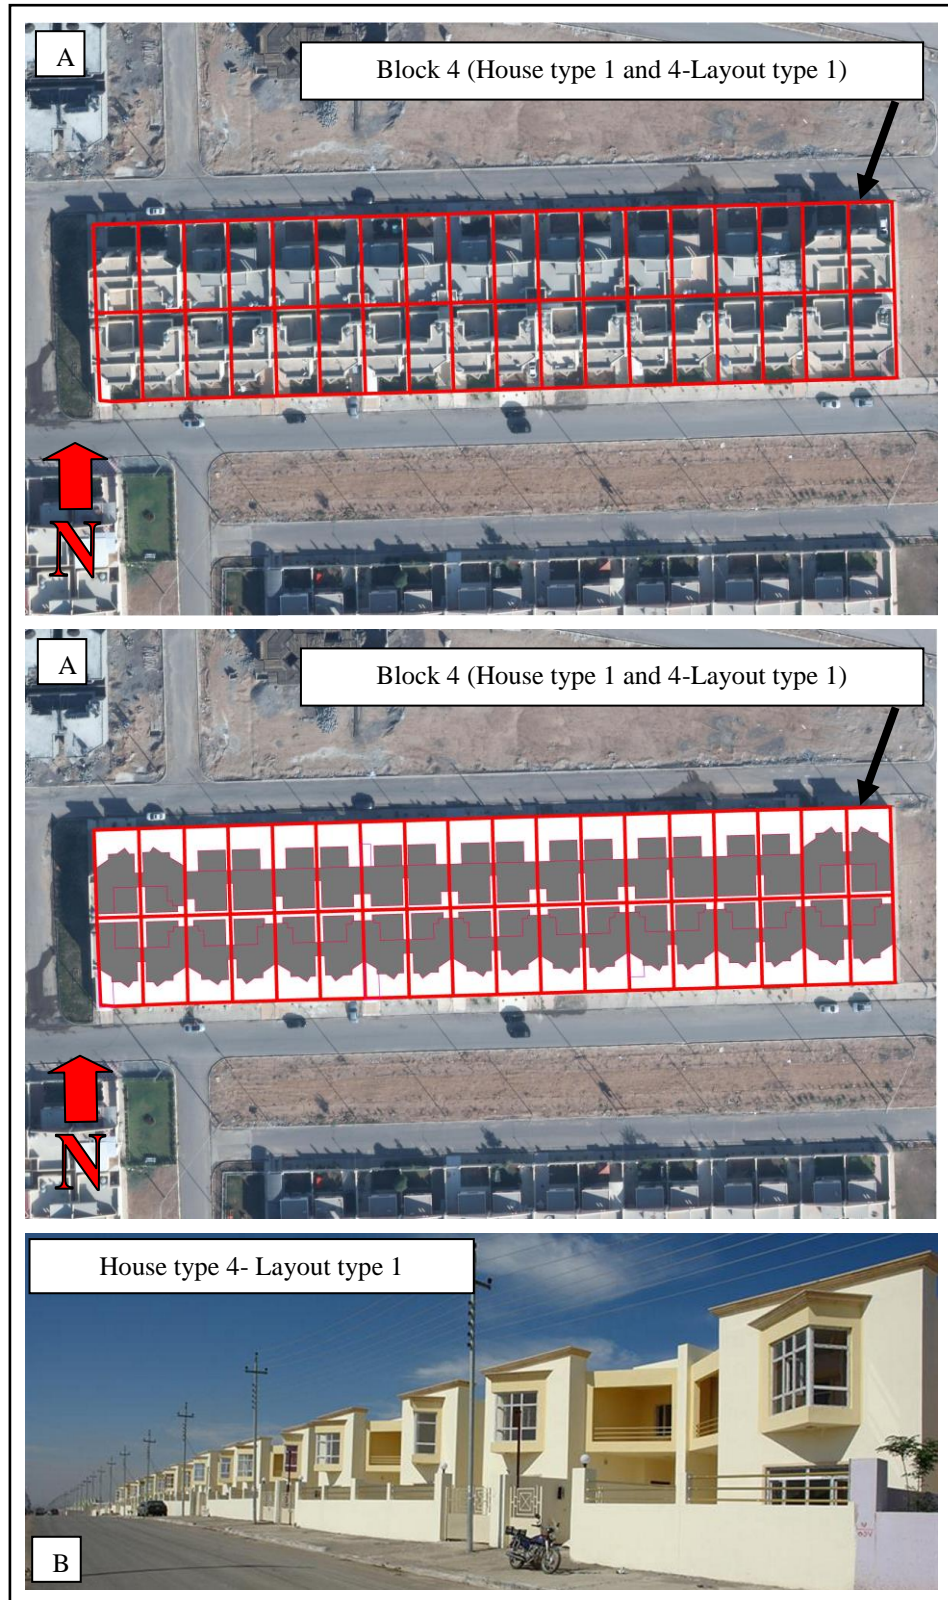 A
Block 4 (House type 1 and 4-Layout type 1)
N
A
Block 4 (House type 1 and 4-Layout type 1)
N
House type 4- Layout type 1
B